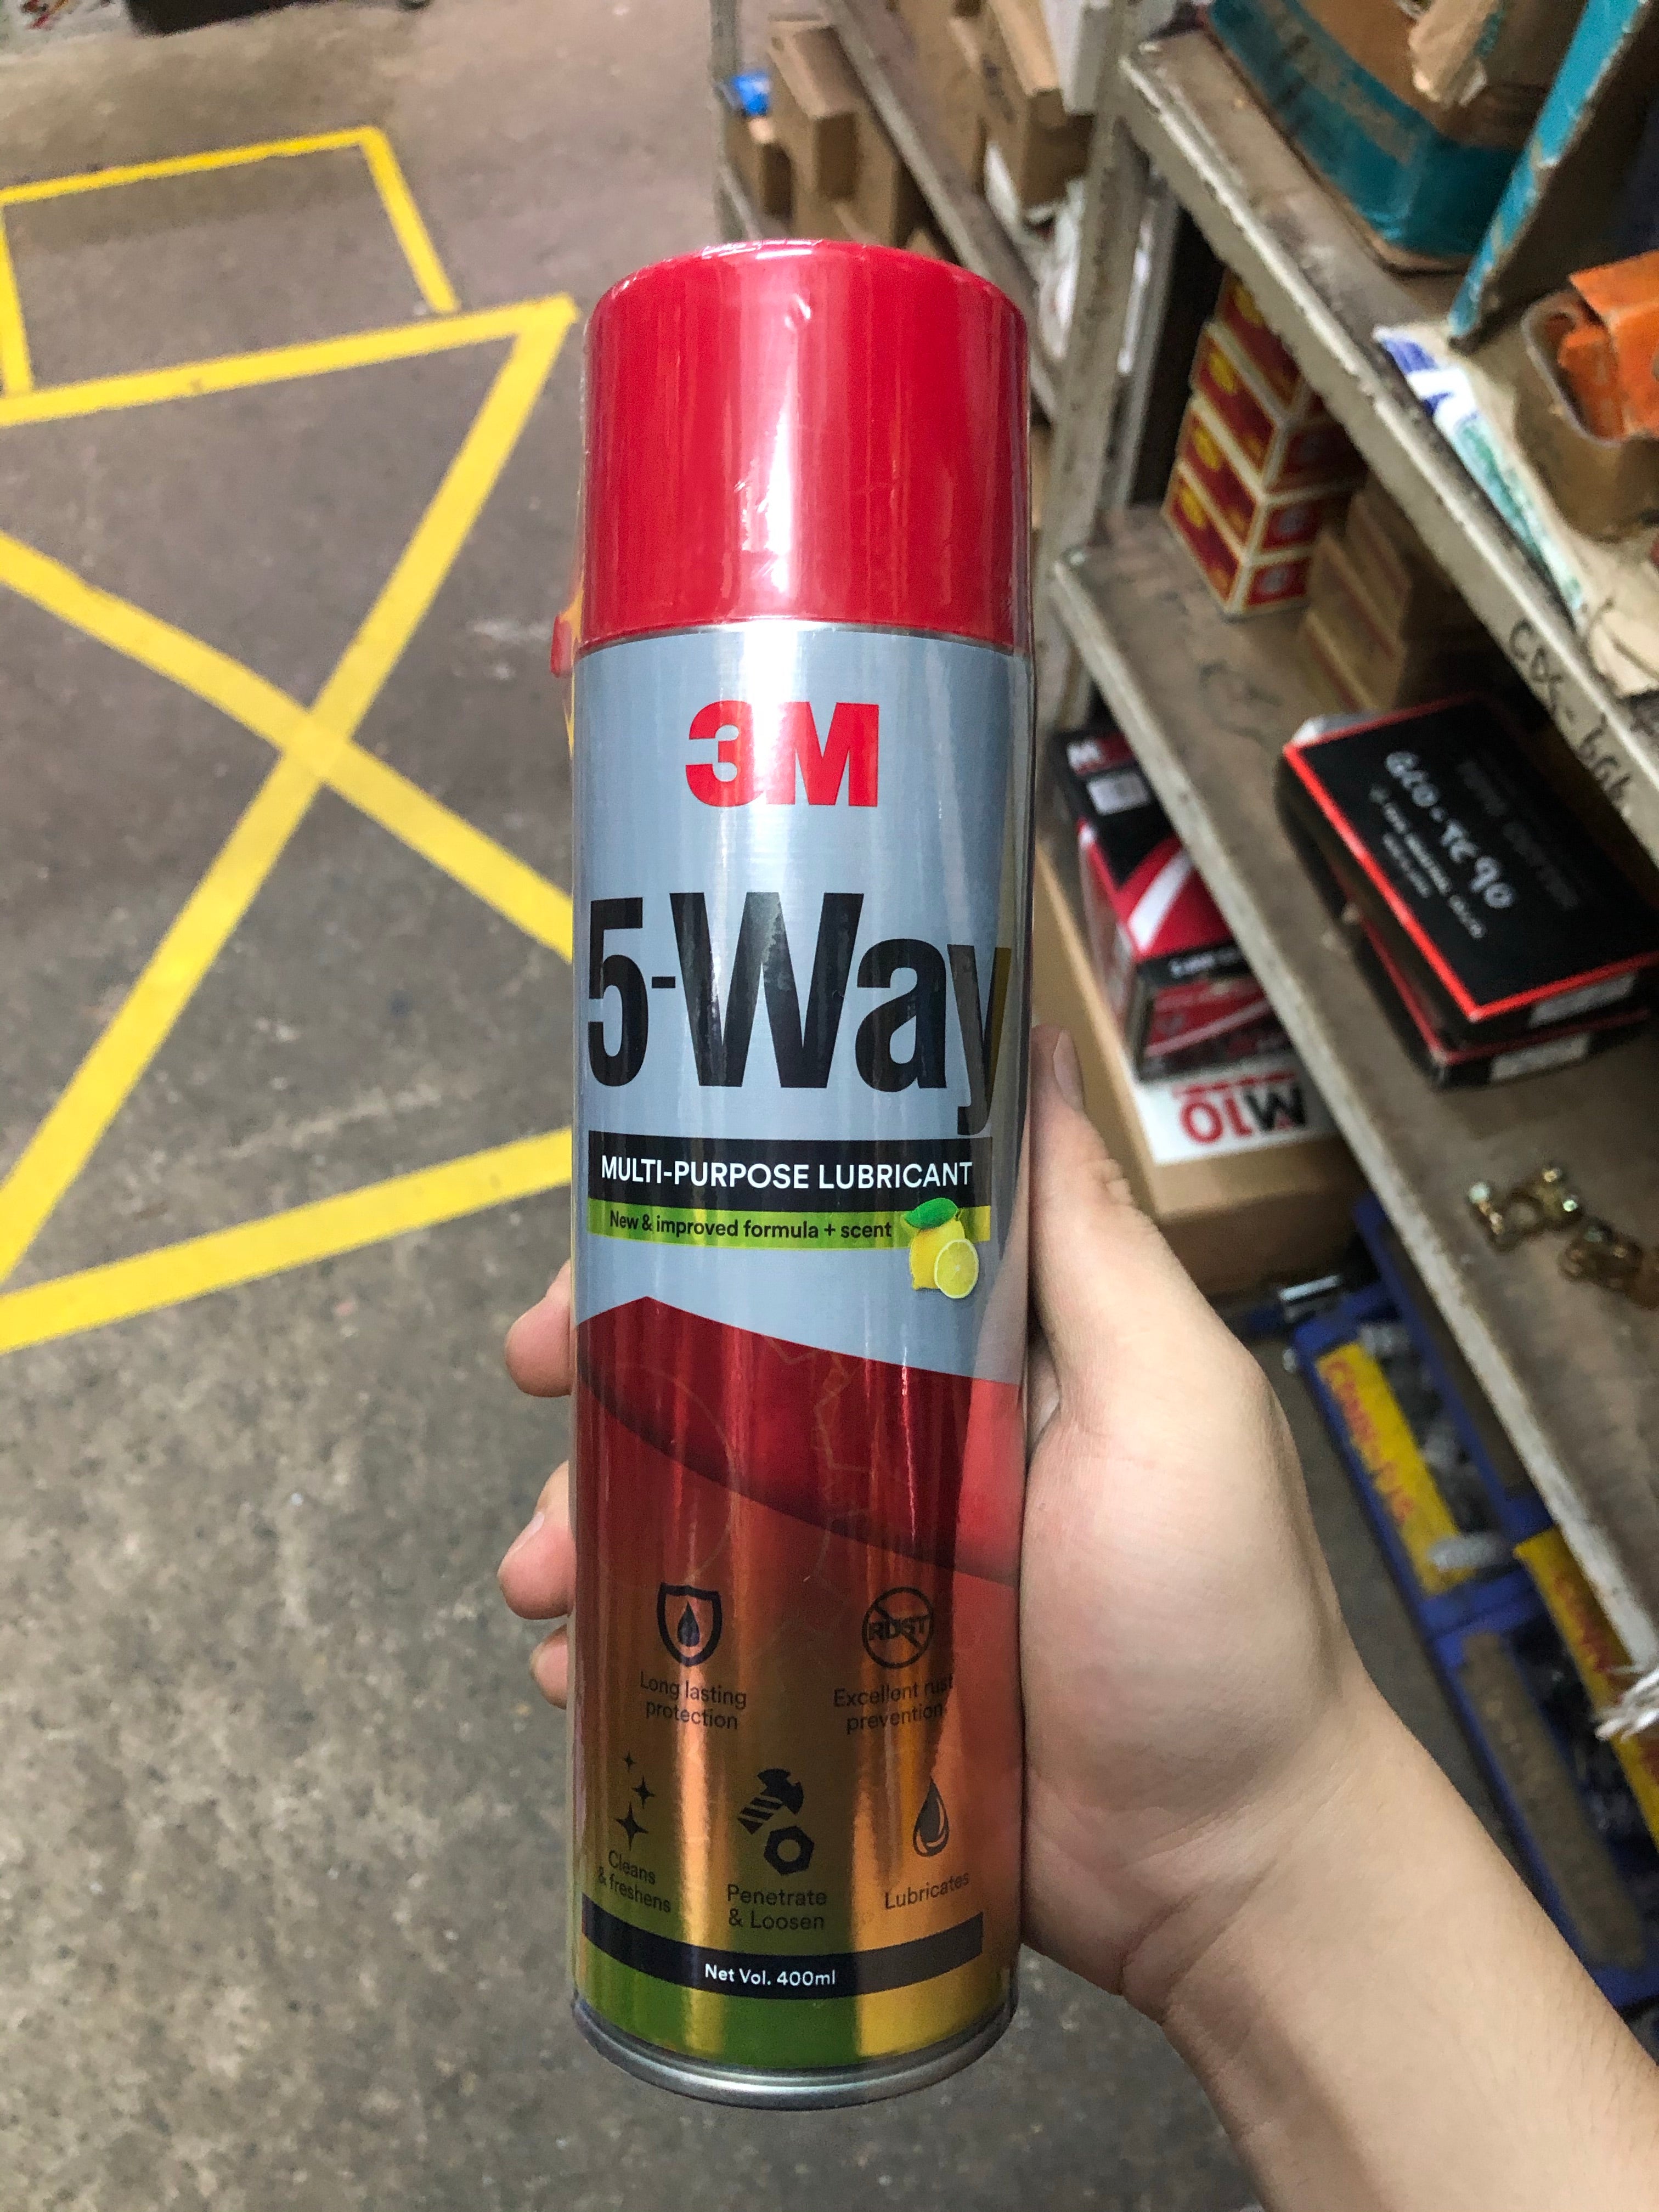 3M
5-Way
MULTI-PURPOSE LUBRICANT
New & improved formula + scent
RUST
Long lasting
protection
Excellent rust
prevention
Cleans
& freshens
Penetrate
& Loosen
Lubricates
Net Vol. 400ml
M10